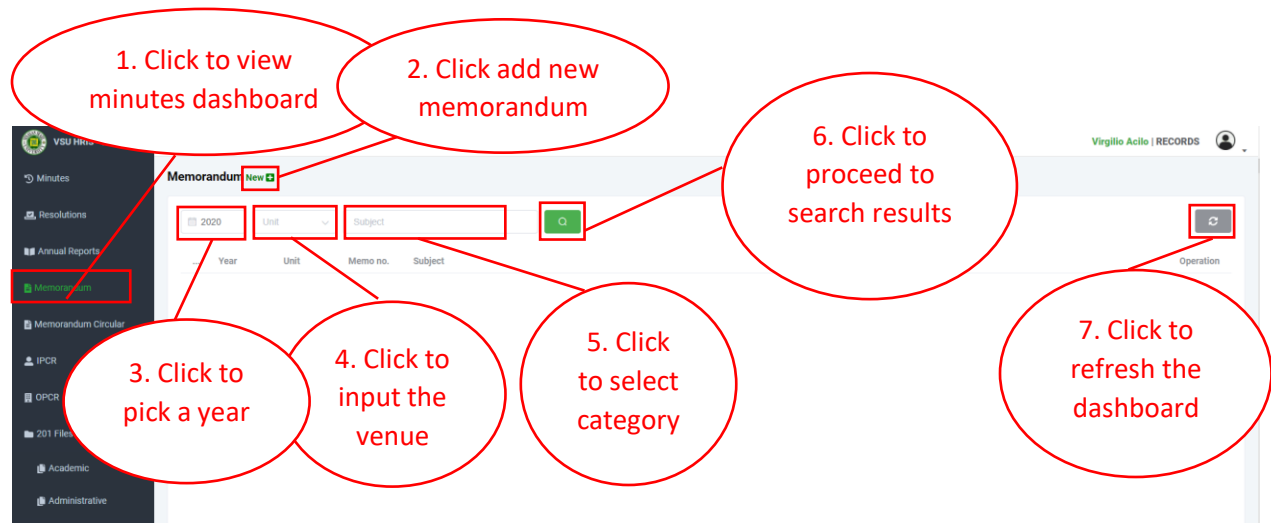 1. Click to view
minutes dashboard
2. Click add new
memorandum
6. Click to
proceed to
search results
VSU HRIS
Virgilio Acilo | RECORDS
Minutes
Memorandum New
Resolutions
2020
Unit
Subject
Annual Reports
... Year Unit Memo no. Subject Operation
Memorandum
Memorandum Circular
3. Click to
pick a year
4. Click to
input the
venue
5. Click
to select
category
7. Click to
refresh the
dashboard
IPCR
OPCR
201 Files
Academic
Administrative